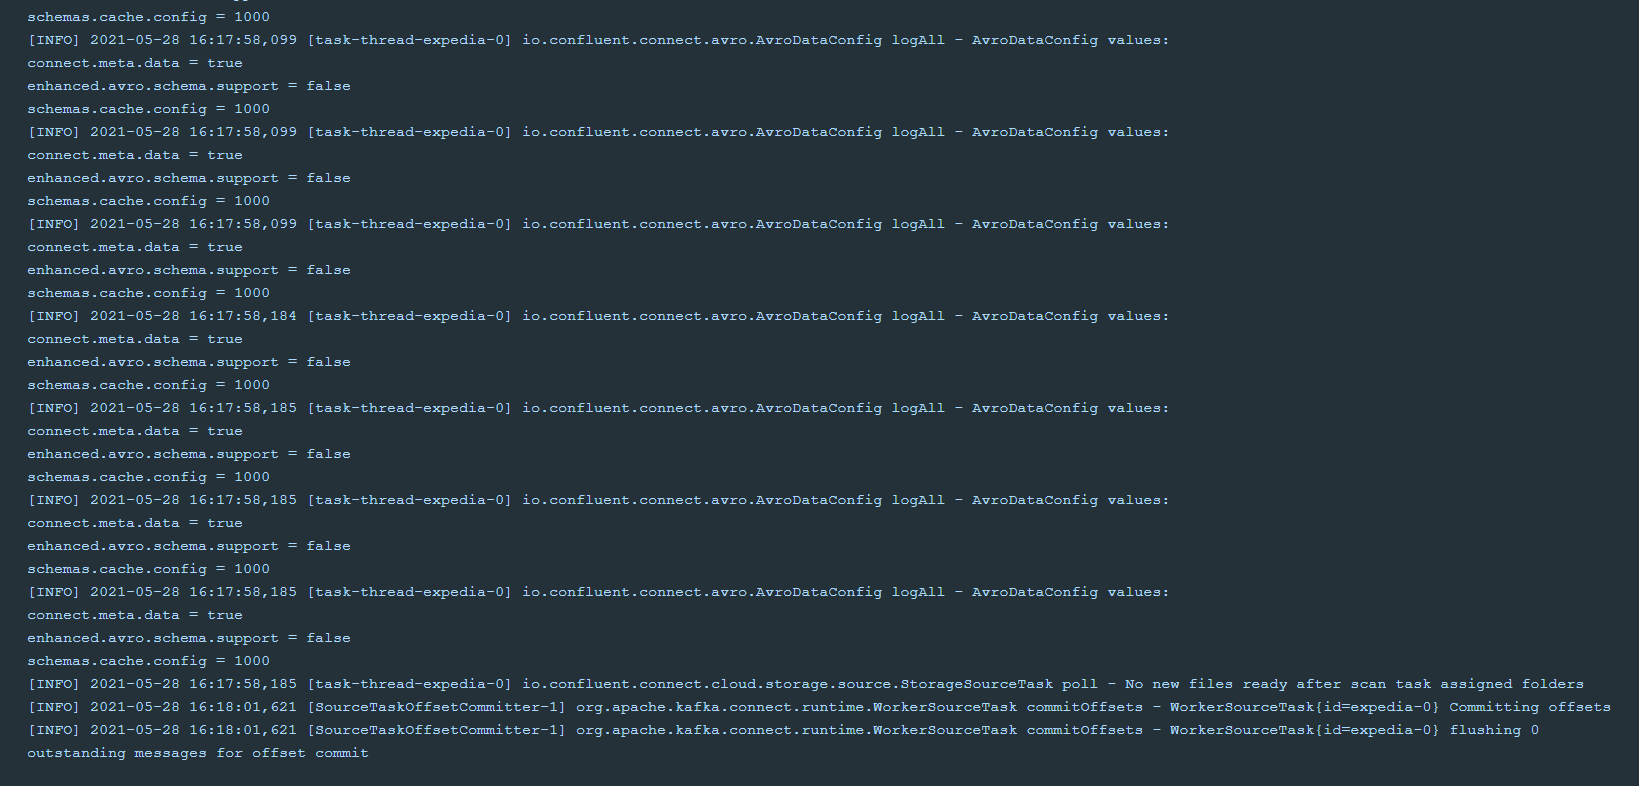 schemas.cache.config = 1000
[INFO] 2021-05-28 16:17:58,099 [task-thread-expedia-0] io.confluent.connect.avro.AvroDataConfig logAll - AvroDataConfig values:
connect.meta.data = true
enhanced.avro.schema.support = false
schemas.cache.config = 1000
[INFO] 2021-05-28 16:17:58,099 [task-thread-expedia-0] io.confluent.connect.avro.AvroDataConfig logAll - AvroDataConfig values:
connect.meta.data = true
enhanced.avro.schema.support = false
schemas.cache.config = 1000
[INFO] 2021-05-28 16:17:58,099 [task-thread-expedia-0] io.confluent.connect.avro.AvroDataConfig logAll - AvroDataConfig values:
connect.meta.data = true
enhanced.avro.schema.support = false
schemas.cache.config = 1000
[INFO] 2021-05-28 16:17:58,184 [task-thread-expedia-0] io.confluent.connect.avro.AvroDataConfig logAll - AvroDataConfig values:
connect.meta.data = true
enhanced.avro.schema.support = false
schemas.cache.config = 1000
[INFO] 2021-05-28 16:17:58,185 [task-thread-expedia-0] io.confluent.connect.avro.AvroDataConfig logAll - AvroDataConfig values:
connect.meta.data = true
enhanced.avro.schema.support = false
schemas.cache.config = 1000
[INFO] 2021-05-28 16:17:58,185 [task-thread-expedia-0] io.confluent.connect.avro.AvroDataConfig logAll - AvroDataConfig values:
connect.meta.data = true
enhanced.avro.schema.support = false
schemas.cache.config = 1000
[INFO] 2021-05-28 16:17:58,185 [task-thread-expedia-0] io.confluent.connect.avro.AvroDataConfig logAll - AvroDataConfig values:
connect.meta.data = true
enhanced.avro.schema.support = false
schemas.cache.config = 1000
[INFO] 2021-05-28 16:17:58,185 [task-thread-expedia-0] io.confluent.connect.cloud.storage.source.StorageSourceTask poll - No new files ready after scan task assigned folders
[INFO] 2021-05-28 16:18:01,621 [SourceTaskOffsetCommitter-1] org.apache.kafka.connect.runtime.WorkerSourceTask commitOffsets - WorkerSourceTask{id=expedia-0} Committing offsets
[INFO] 2021-05-28 16:18:01,621 [SourceTaskOffsetCommitter-1] org.apache.kafka.connect.runtime.WorkerSourceTask commitOffsets - WorkerSourceTask{id=expedia-0} flushing 0
outstanding messages for offset commit